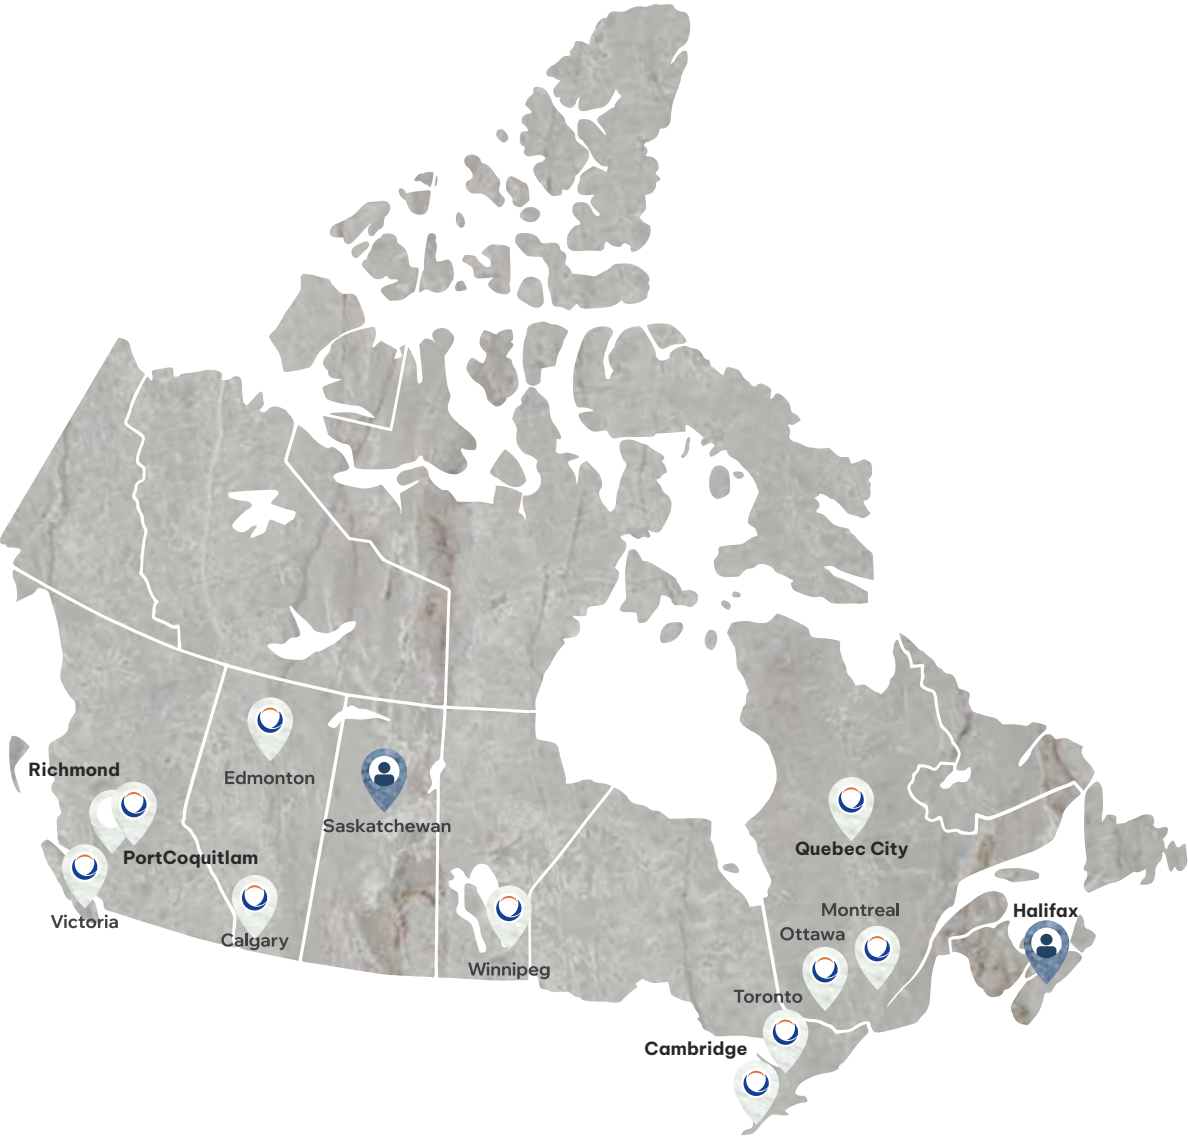 Richmond
Edmonton
Saskatchewan
PortCoquitlam
Quebec City
Victoria
Calgary
Montreal
Halifax
Ottawa
Winnipeg
Toronto
Cambridge